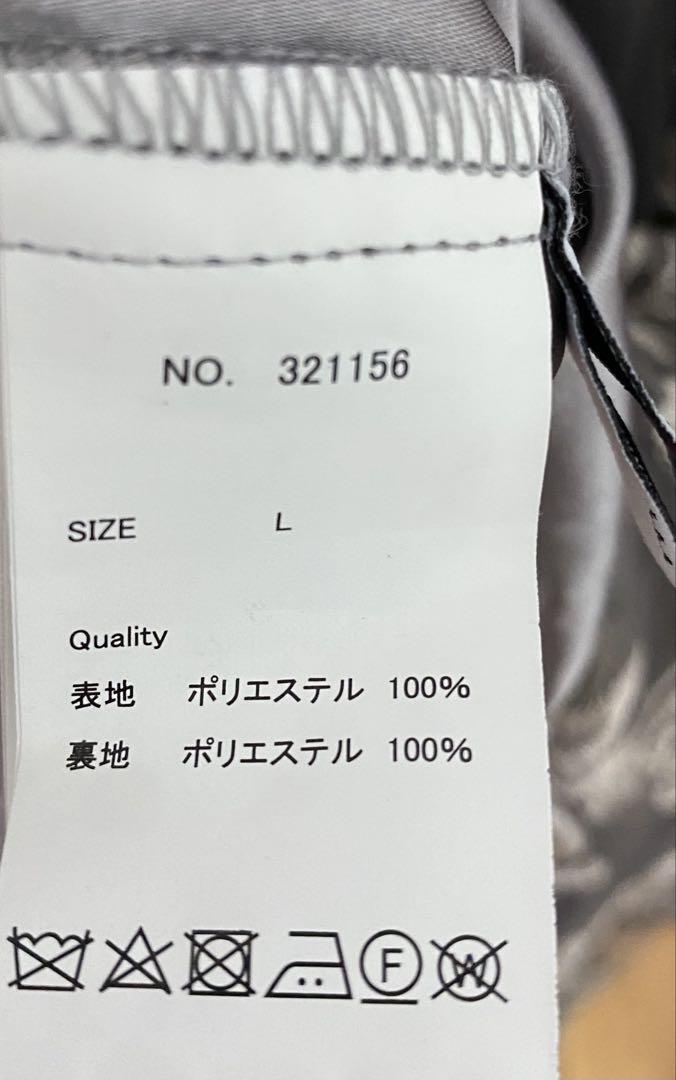 NO. 321156
SIZE L
Quality
表地 ポリエステル 100%
裏地 ポリエステル 100%
F W